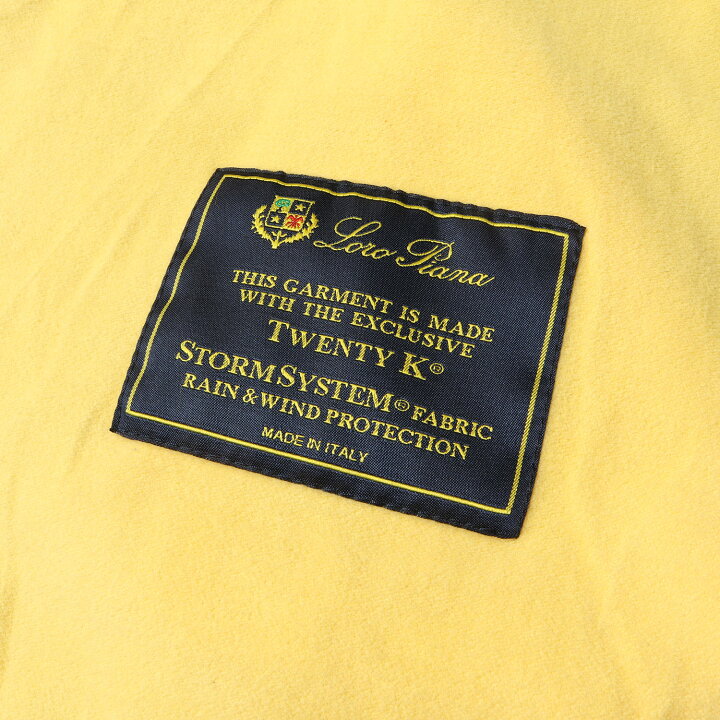 Loro Piana
THIS GARMENT IS MADE
WITH THE EXCLUSIVE
TWENTY K®
STORMSYSTEM® FABRIC
RAIN & WIND PROTECTION
MADE IN ITALY